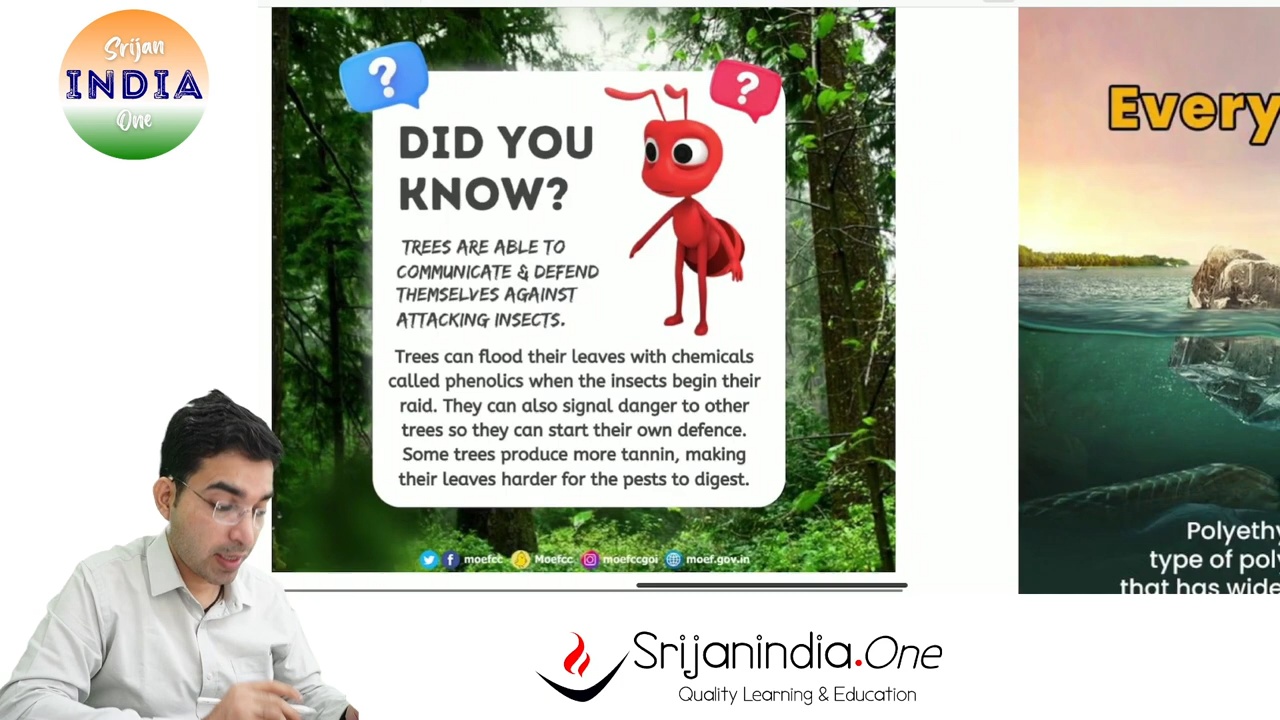 Srijan
INDIA
One
?
?
DID YOU
KNOW?
TREES ARE ABLE TO
COMMUNICATE & DEFEND
THEMSELVES AGAINST
ATTACKING INSECTS.
Trees can flood their leaves with chemicals
called phenolics when the insects begin their
raid. They can also signal danger to other
trees so they can start their own defence.
Some trees produce more tannin, making
their leaves harder for the pests to digest.
moefcc Moefcc moefccgoi moef.gov.in
Every
Polyethy
type of poly
that has wide
Srijanindia.One
Quality Learning & Education